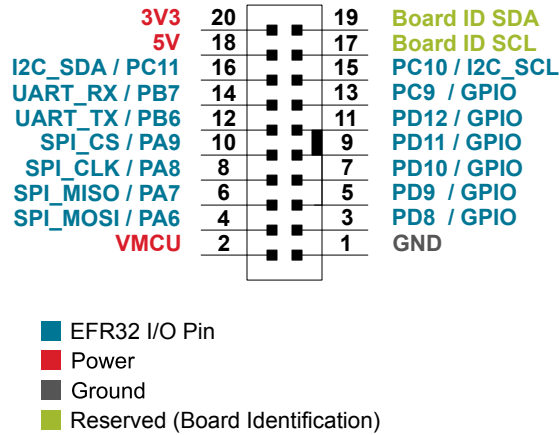 3V3 20 19 Board ID SDA
5V 18 17 Board ID SCL
I2C_SDA / PC11 16 15 PC10 / I2C_SCL
UART_RX / PB7 14 13 PC9 / GPIO
UART_TX / PB6 12 11 PD12 / GPIO
SPI_CS / PA9 10 9 PD11 / GPIO
SPI_CLK / PA8 8 7 PD10 / GPIO
SPI_MISO / PA7 6 5 PD9 / GPIO
SPI_MOSI / PA6 4 3 PD8 / GPIO
VMCU 2 1 GND
EFR32 I/O Pin
Power
Ground
Reserved (Board Identification)